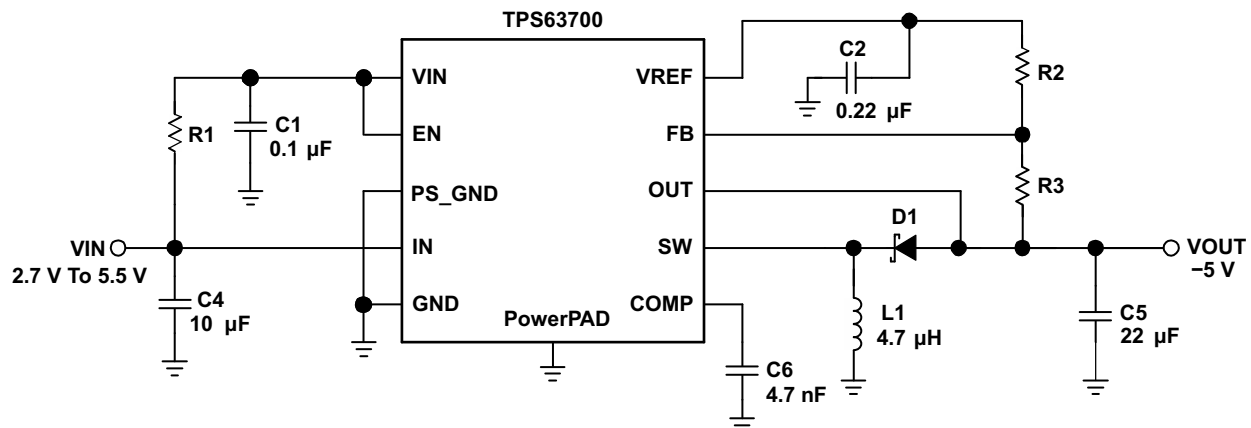 TPS63700
VIN
VREF
C2
0.22 µF
R2
R1
C1
0.1 µF
EN
FB
PS_GND
OUT
R3
D1
VIN
2.7 V To 5.5 V
IN
SW
VOUT
−5 V
C4
10 µF
GND
COMP
PowerPAD
L1
4.7 µH
C5
22 µF
C6
4.7 nF